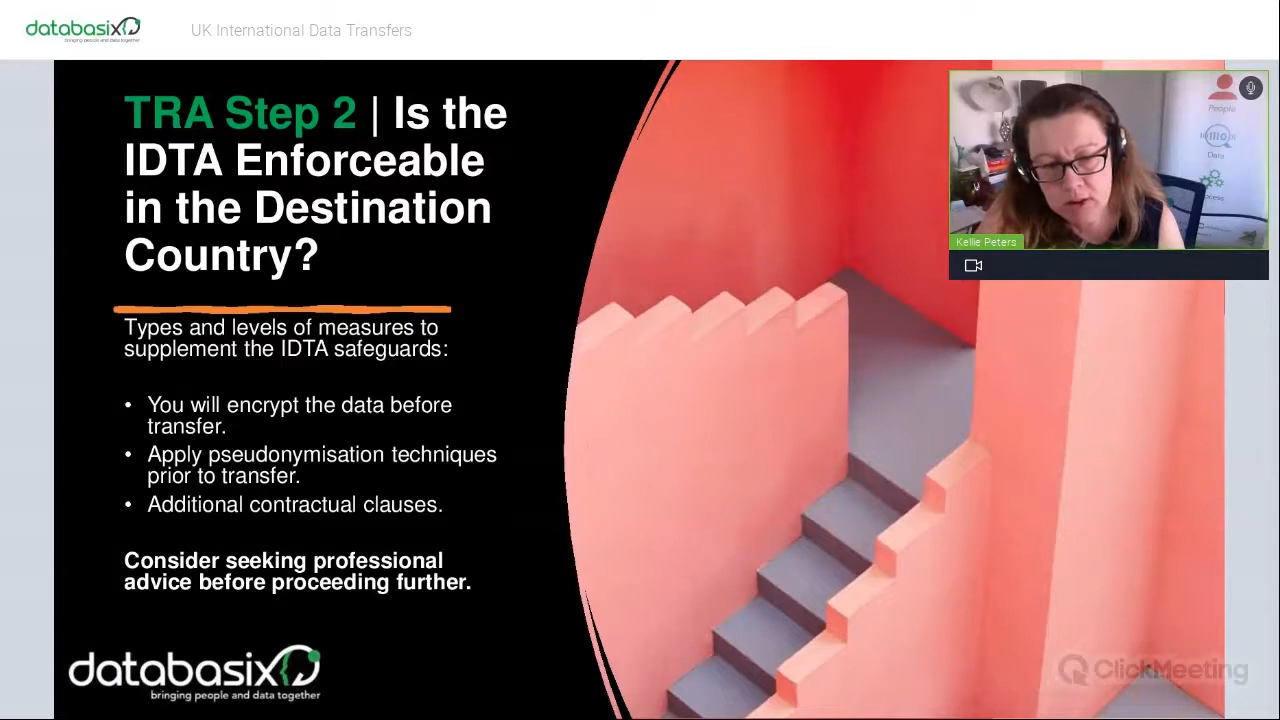 databasix
bringing people and data together
UK International Data Transfers
TRA Step 2 | Is the
IDTA Enforceable
in the Destination
Country?
Types and levels of measures to
supplement the IDTA safeguards:
• You will encrypt the data before
transfer.
• Apply pseudonymisation techniques
prior to transfer.
• Additional contractual clauses.
Consider seeking professional
advice before proceeding further.
databasix
bringing people and data together
People
Data
Kellie Peters
ClickMeeting